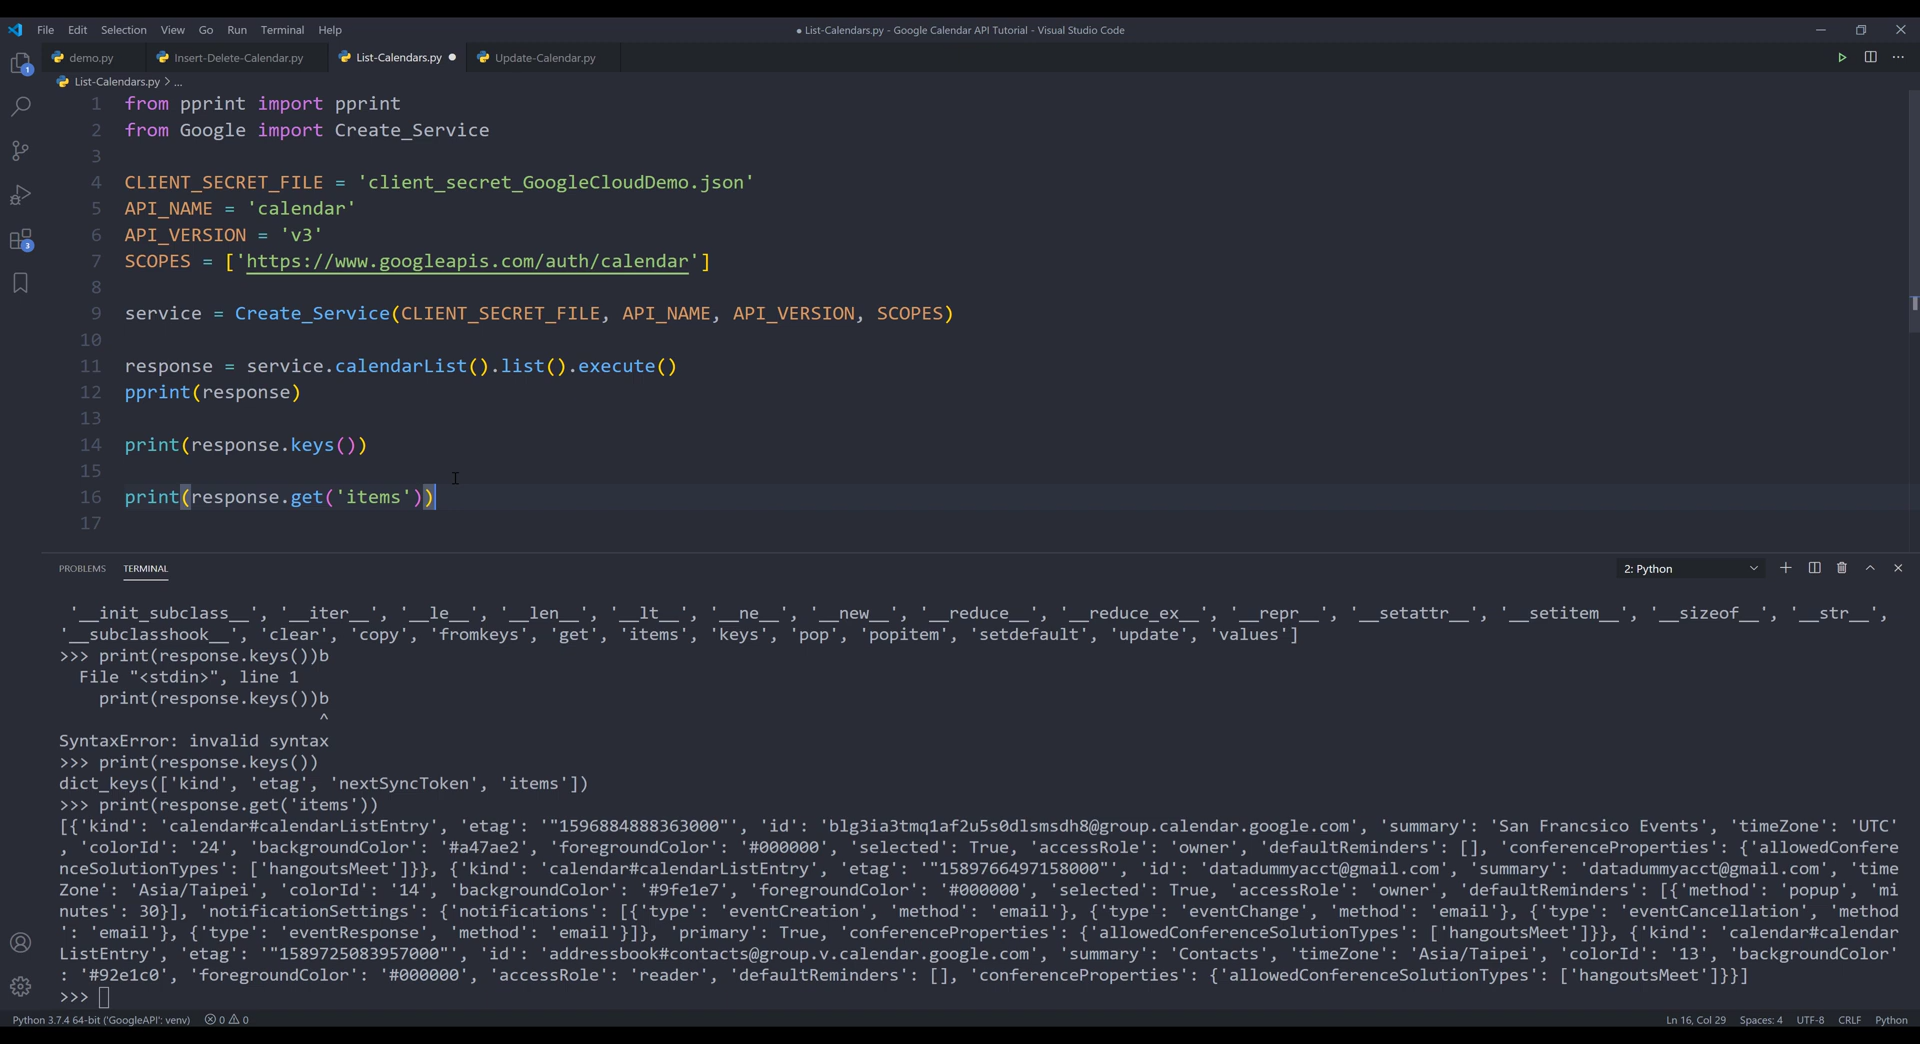 File Edit Selection View Go Run Terminal Help
● List-Calendars.py - Google Calendar API Tutorial - Visual Studio Code
demo.py Insert-Delete-Calendar.py List-Calendars.py ● Update-Calendar.py
1
List-Calendars.py > ...
1 from pprint import pprint
2 from Google import Create_Service
3
4 CLIENT_SECRET_FILE = 'client_secret_GoogleCloudDemo.json'
5 API_NAME = 'calendar'
6 API_VERSION = 'v3'
3
7 SCOPES = ['https://www.googleapis.com/auth/calendar']
8
9 service = Create_Service(CLIENT_SECRET_FILE, API_NAME, API_VERSION, SCOPES)
10
11 response = service.calendarList().list().execute()
12 pprint(response)
13
14 print(response.keys())
15
16 print(response.get('items'))
17
PROBLEMS TERMINAL
2: Python
'__init_subclass__', '__iter__', '__le__', '__len__', '__lt__', '__ne__', '__new__', '__reduce__', '__reduce_ex__', '__repr__', '__setattr__', '__setitem__', '__sizeof__', '__str__',
'__subclasshook__', 'clear', 'copy', 'fromkeys', 'get', 'items', 'keys', 'pop', 'popitem', 'setdefault', 'update', 'values']
>>> print(response.keys())b
File "<stdin>", line 1
print(response.keys())b
^
SyntaxError: invalid syntax
>>> print(response.keys())
dict_keys(['kind', 'etag', 'nextSyncToken', 'items'])
>>> print(response.get('items'))
[{'kind': 'calendar#calendarListEntry', 'etag': '"1596884888363000"', 'id': 'blg3ia3tmq1af2u5s0dlsmsdh8@group.calendar.google.com', 'summary': 'San Francsico Events', 'timeZone': 'UTC'
, 'colorId': '24', 'backgroundColor': '#a47ae2', 'foregroundColor': '#000000', 'selected': True, 'accessRole': 'owner', 'defaultReminders': [], 'conferenceProperties': {'allowedConfere
nceSolutionTypes': ['hangoutsMeet']}}, {'kind': 'calendar#calendarListEntry', 'etag': '"1589766497158000"', 'id': 'datadummyacct@gmail.com', 'summary': 'datadummyacct@gmail.com', 'time
Zone': 'Asia/Taipei', 'colorId': '14', 'backgroundColor': '#9fe1e7', 'foregroundColor': '#000000', 'selected': True, 'accessRole': 'owner', 'defaultReminders': [{'method': 'popup', 'mi
nutes': 30}], 'notificationSettings': {'notifications': [{'type': 'eventCreation', 'method': 'email'}, {'type': 'eventChange', 'method': 'email'}, {'type': 'eventCancellation', 'method
': 'email'}, {'type': 'eventResponse', 'method': 'email'}]}, 'primary': True, 'conferenceProperties': {'allowedConferenceSolutionTypes': ['hangoutsMeet']}}, {'kind': 'calendar#calendar
ListEntry', 'etag': '"1589725083957000"', 'id': 'addressbook#contacts@group.v.calendar.google.com', 'summary': 'Contacts', 'timeZone': 'Asia/Taipei', 'colorId': '13', 'backgroundColor'
: '#92e1c0', 'foregroundColor': '#000000', 'accessRole': 'reader', 'defaultReminders': [], 'conferenceProperties': {'allowedConferenceSolutionTypes': ['hangoutsMeet']}}]
>>>
Python 3.7.4 64-bit ('GoogleAPI': venv) 0 0 Ln 16, Col 29 Spaces: 4 UTF-8 CRLF Python